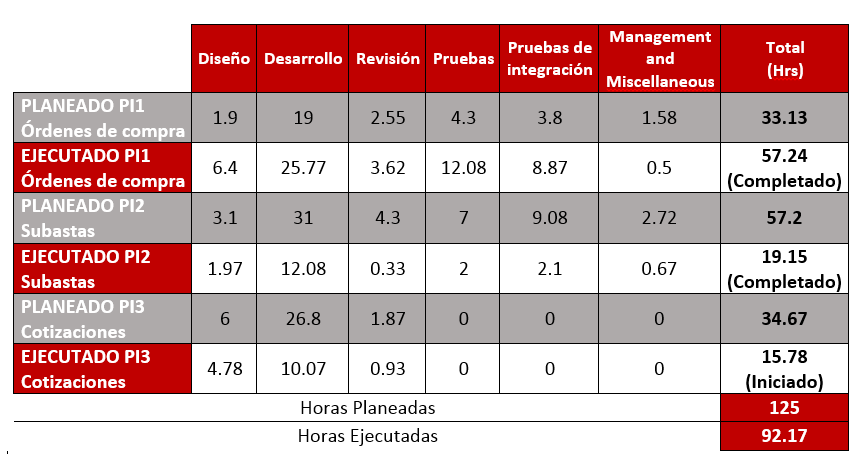 Diseño Desarrollo Revisión Pruebas Pruebas de integración Management and Miscellaneous Total (Hrs)
PLANEADO PI1 Órdenes de compra 1.9 19 2.55 4.3 3.8 1.58 33.13
EJECUTADO PI1 Órdenes de compra 6.4 25.77 3.62 12.08 8.87 0.5 57.24 (Completado)
PLANEADO PI2 Subastas 3.1 31 4.3 7 9.08 2.72 57.2
EJECUTADO PI2 Subastas 1.97 12.08 0.33 2 2.1 0.67 19.15 (Completado)
PLANEADO PI3 Cotizaciones 6 26.8 1.87 0 0 0 34.67
EJECUTADO PI3 Cotizaciones 4.78 10.07 0.93 0 0 0 15.78 (Iniciado)
Horas Planeadas 125
Horas Ejecutadas 92.17